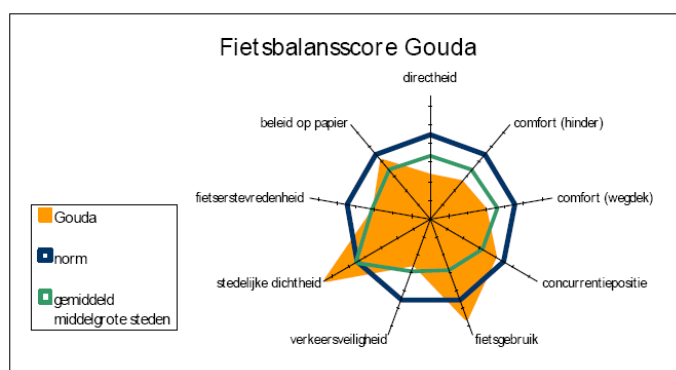 Fietsbalansscore Gouda
directheid
beleid op papier
comfort (hinder)
fietserstevredenheid
comfort (wegdek)
Gouda
norm
gemiddeld
middelgrote steden
stedelijke dichtheid
concurrentiepositie
verkeersveiligheid
fietsgebruik